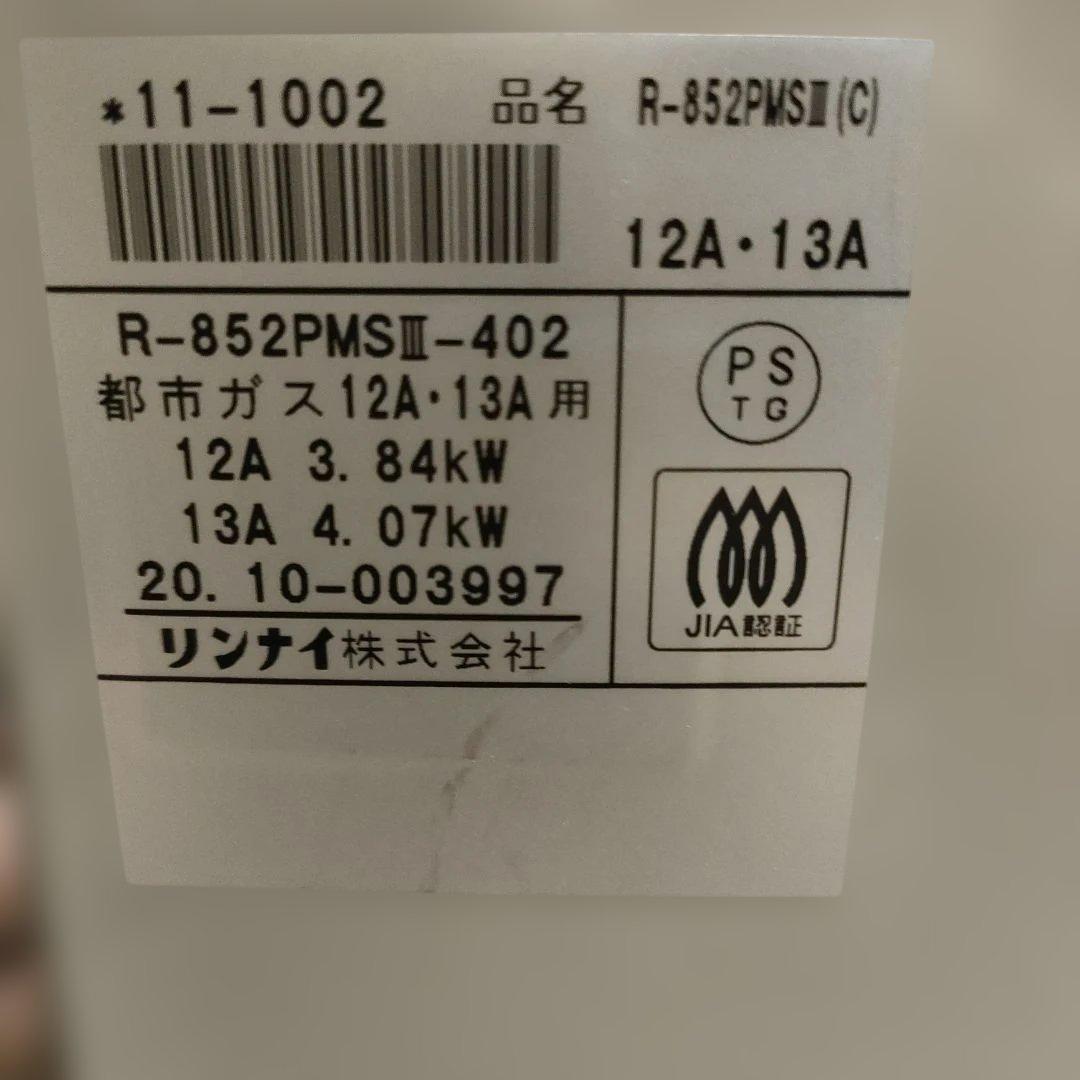 *11-1002 品名 R-852PMSⅢ(C)
12A・13A
R-852PMSⅢ-402
都市ガス12A・13A用
12A 3.84kW
13A 4.07kW
20.10-003997
リンナイ株式会社
PS
TG
JIA認証